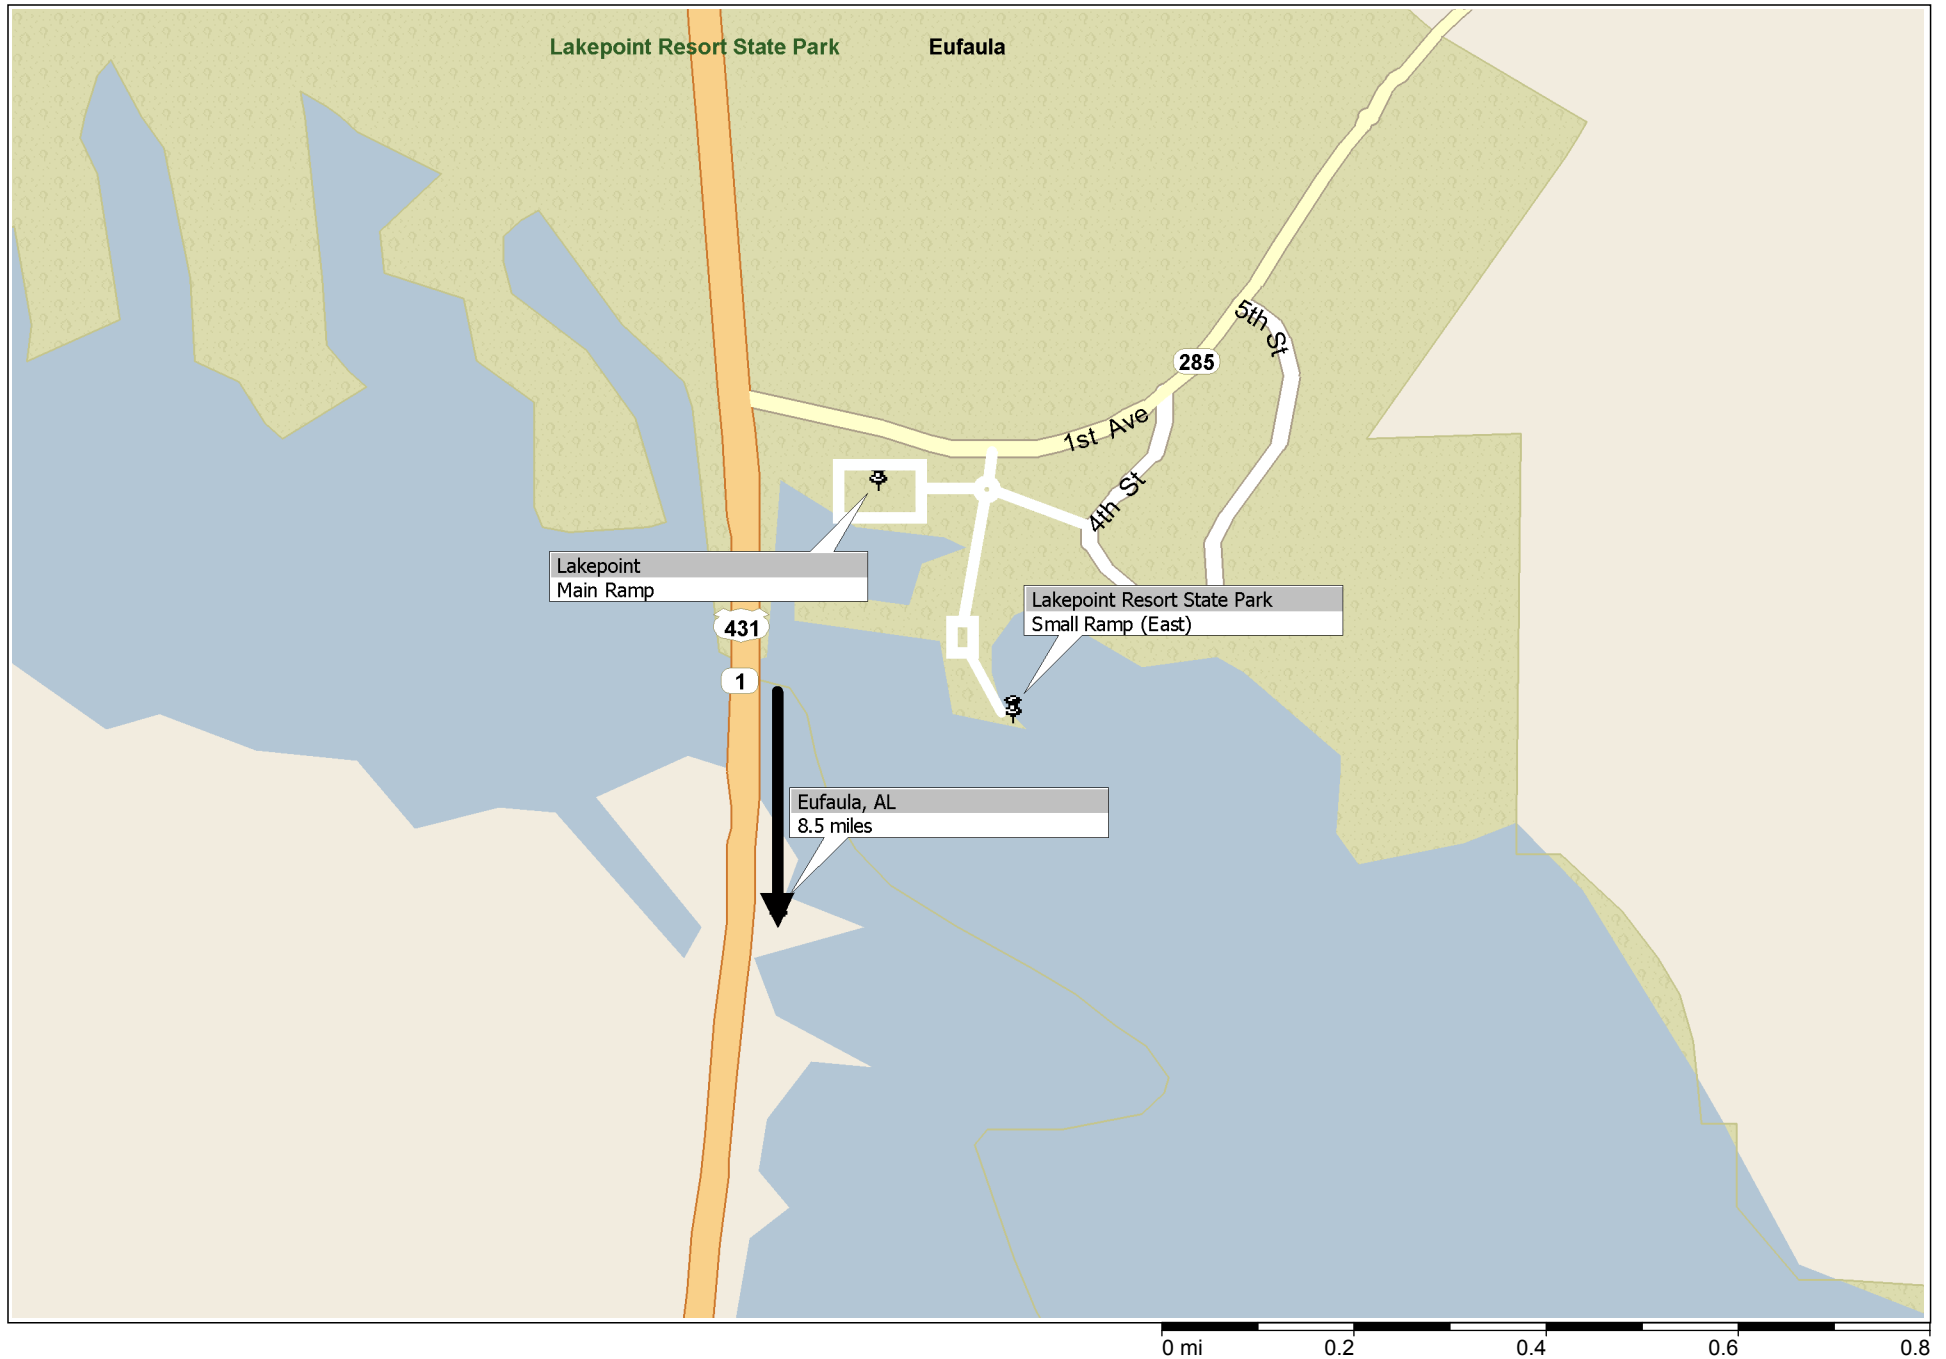 Lakepoint Resort State Park
Eufaula
5th St
285
1st Ave
4th St
Lakepoint
Main Ramp
Lakepoint Resort State Park
Small Ramp (East)
431
1
Eufaula, AL
8.5 miles
0 mi 0.2 0.4 0.6 0.8